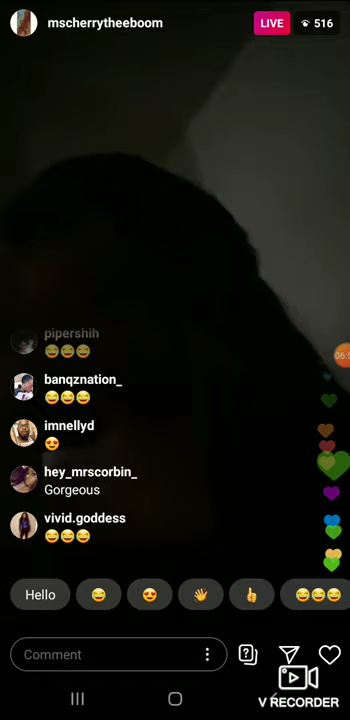 mscherrytheeboom
LIVE
516
pipershih
😂😂😂
banqznation_
😂😂😂
imnellyd
😍
hey_mrscorbin_
Gorgeous
vivid.goddess
😂😂😂
Hello 😂 😍 👋 👍 😂😂😂
Comment
V RECORDER